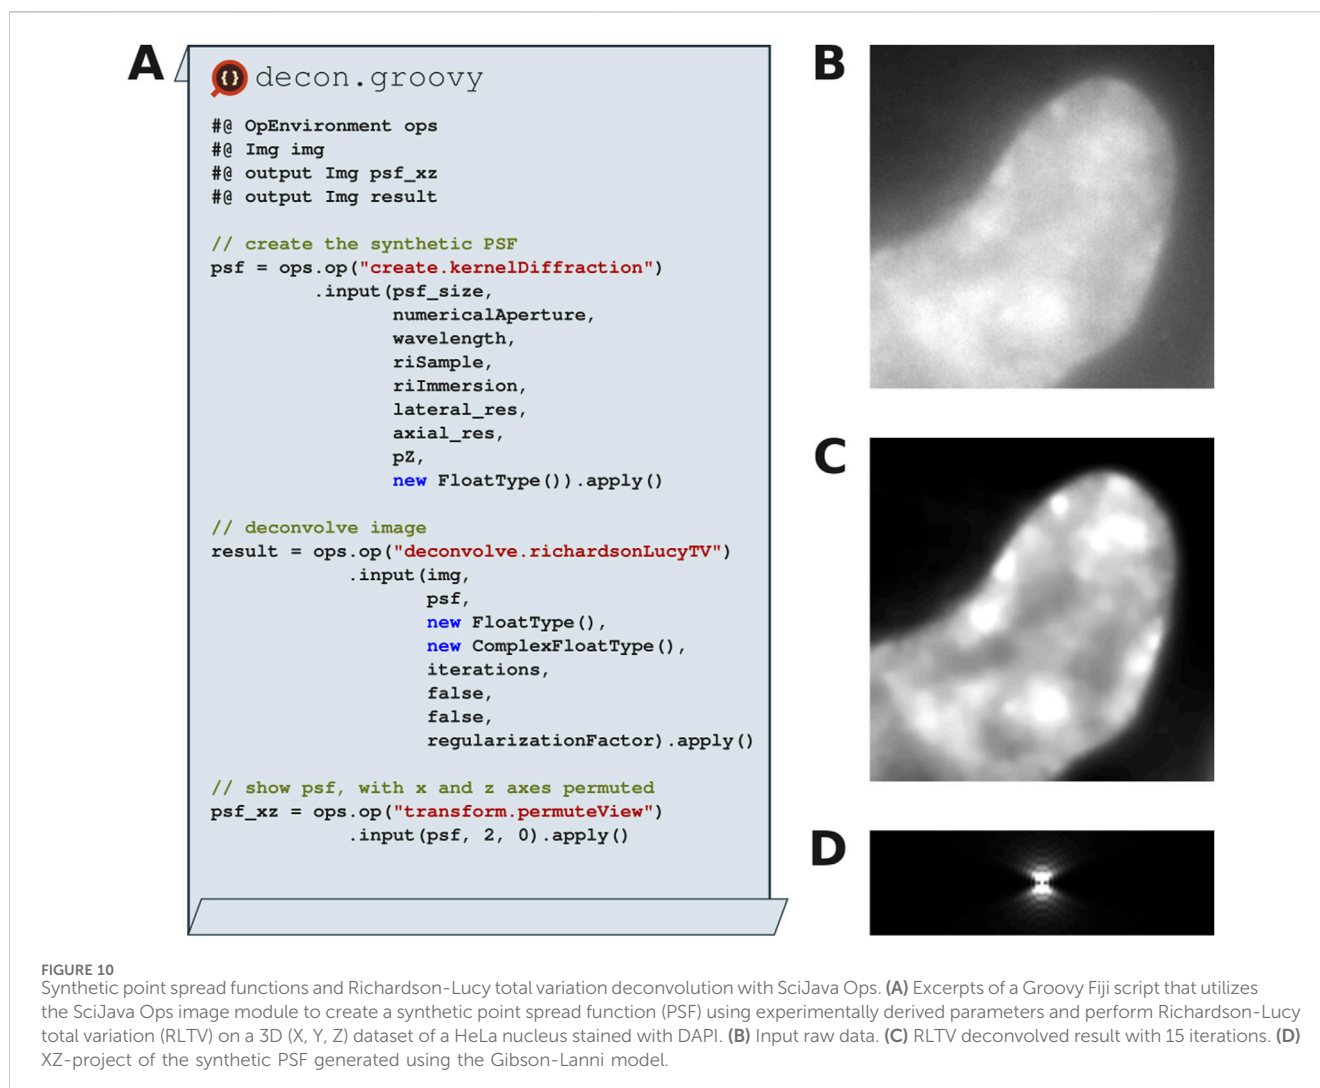 A
{} decon.groovy
#@ OpEnvironment ops
#@ Img img
#@ output Img psf_xz
#@ output Img result
// create the synthetic PSF
psf = ops.op("create.kernelDiffraction")
.input(psf_size,
numericalAperture,
wavelength,
riSample,
riImmersion,
lateral_res,
axial_res,
pZ,
new FloatType()).apply()
// deconvolve image
result = ops.op("deconvolve.richardsonLucyTV")
.input(img,
psf,
new FloatType(),
new ComplexFloatType(),
iterations,
false,
false,
regularizationFactor).apply()
// show psf, with x and z axes permuted
psf_xz = ops.op("transform.permuteView")
.input(psf, 2, 0).apply()
B
C
D
FIGURE 10
Synthetic point spread functions and Richardson-Lucy total variation deconvolution with SciJava Ops. (A) Excerpts of a Groovy Fiji script that utilizes
the SciJava Ops image module to create a synthetic point spread function (PSF) using experimentally derived parameters and perform Richardson-Lucy
total variation (RLTV) on a 3D (X, Y, Z) dataset of a HeLa nucleus stained with DAPI. (B) Input raw data. (C) RLTV deconvolved result with 15 iterations. (D)
XZ-project of the synthetic PSF generated using the Gibson-Lanni model.